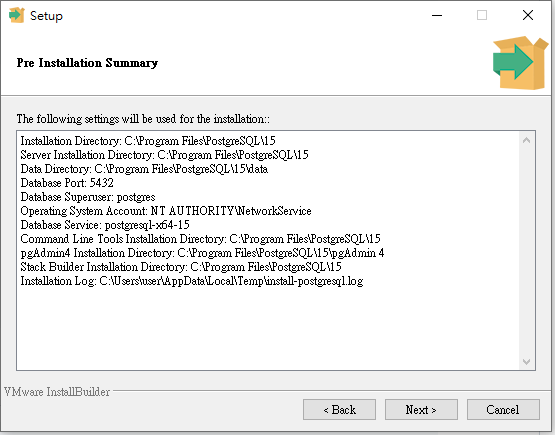 Setup
Pre Installation Summary
The following settings will be used for the installation::
Installation Directory: C:\Program Files\PostgreSQL\15
Server Installation Directory: C:\Program Files\PostgreSQL\15
Data Directory: C:\Program Files\PostgreSQL\15\data
Database Port: 5432
Database Superuser: postgres
Operating System Account: NT AUTHORITY\NetworkService
Database Service: postgresql-x64-15
Command Line Tools Installation Directory: C:\Program Files\PostgreSQL\15
pgAdmin4 Installation Directory: C:\Program Files\PostgreSQL\15\pgAdmin 4
Stack Builder Installation Directory: C:\Program Files\PostgreSQL\15
Installation Log: C:\Users\user\AppData\Local\Temp\install-postgresql.log
VMware InstallBuilder
< Back Next > Cancel